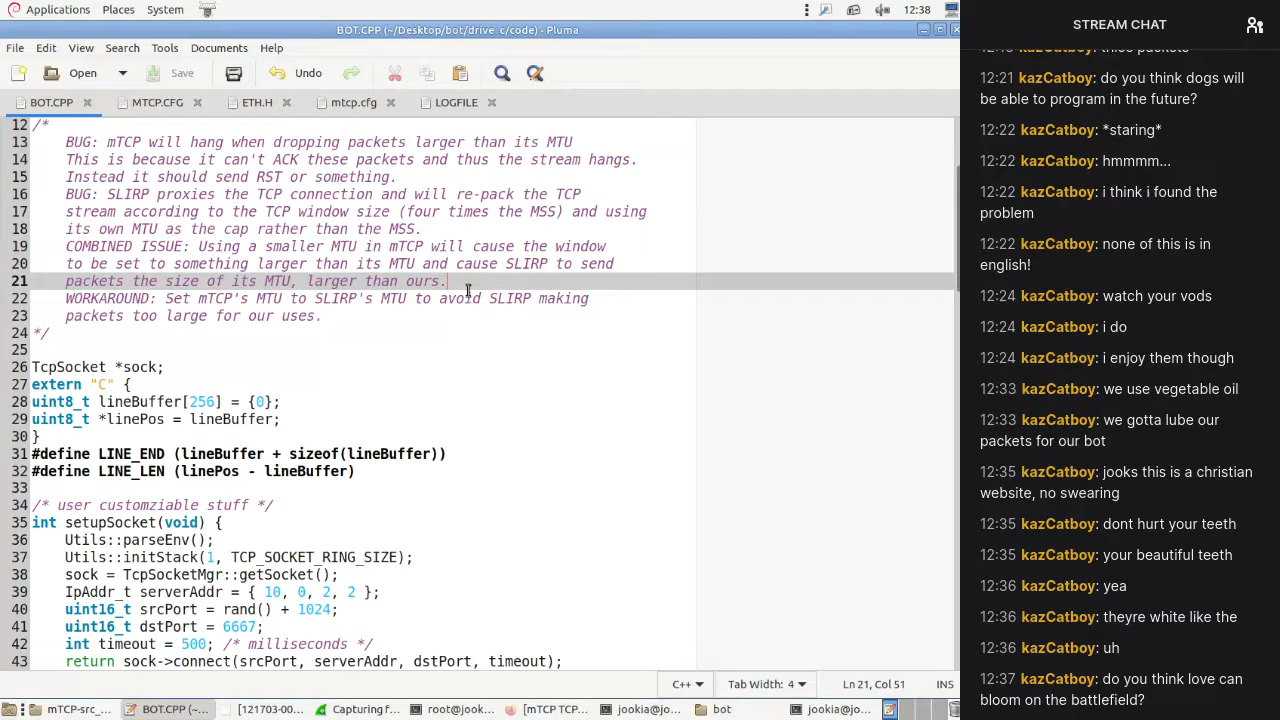 Applications Places System 12:38
BOT.CPP (~/Desktop/bot/drive_c/code) - Pluma
File Edit View Search Tools Documents Help
Open Save Undo
BOT.CPP MTCP.CFG ETH.H mtcp.cfg LOGFILE
12 /*
13 BUG: mTCP will hang when dropping packets larger than its MTU
14 This is because it can't ACK these packets and thus the stream hangs.
15 Instead it should send RST or something.
16 BUG: SLIRP proxies the TCP connection and will re-pack the TCP
17 stream according to the TCP window size (four times the MSS) and using
18 its own MTU as the cap rather than the MSS.
19 COMBINED ISSUE: Using a smaller MTU in mTCP will cause the window
20 to be set to something larger than its MTU and cause SLIRP to send
21 packets the size of its MTU, larger than ours.
22 WORKAROUND: Set mTCP's MTU to SLIRP's MTU to avoid SLIRP making
23 packets too large for our uses.
24 */
25
26 TcpSocket *sock;
27 extern "C" {
28 uint8_t lineBuffer[256] = {0};
29 uint8_t *linePos = lineBuffer;
30 }
31 #define LINE_END (lineBuffer + sizeof(lineBuffer))
32 #define LINE_LEN (linePos - lineBuffer)
33
34 /* user customziable stuff */
35 int setupSocket(void) {
36 Utils::parseEnv();
37 Utils::initStack(1, TCP_SOCKET_RING_SIZE);
38 sock = TcpSocketMgr::getSocket();
39 IpAddr_t serverAddr = { 10, 0, 2, 2 };
40 uint16_t srcPort = rand() + 1024;
41 uint16_t dstPort = 6667;
42 int timeout = 500; /* milliseconds */
43 return sock->connect(srcPort, serverAddr, dstPort, timeout);
C++ Tab Width: 4 Ln 21, Col 51 INS
mTCP-src_... BOT.CPP (~... [121703-00... Capturing f... root@jook... [mTCP TCP... jookia@jo... bot jookia@jo...
STREAM CHAT
kazCatboy:
12:21 kazCatboy: do you think dogs will
be able to program in the future?
12:22 kazCatboy: *staring*
12:22 kazCatboy: hmmmm...
12:22 kazCatboy: i think i found the
problem
12:22 kazCatboy: none of this is in
english!
12:24 kazCatboy: watch your vods
12:24 kazCatboy: i do
12:24 kazCatboy: i enjoy them though
12:33 kazCatboy: we use vegetable oil
12:33 kazCatboy: we gotta lube our
packets for our bot
12:35 kazCatboy: jooks this is a christian
website, no swearing
12:35 kazCatboy: dont hurt your teeth
12:35 kazCatboy: your beautiful teeth
12:36 kazCatboy: yea
12:36 kazCatboy: theyre white like the
12:36 kazCatboy: uh
12:37 kazCatboy: do you think love can
bloom on the battlefield?